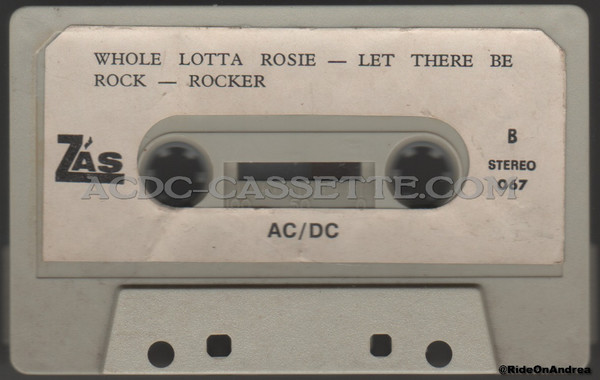 WHOLE LOTTA ROSIE — LET THERE BE
ROCK — ROCKER
ZÁS
B
STEREO
067
ACDC-CASSETTE.COM
AC/DC
@RideOnAndrea